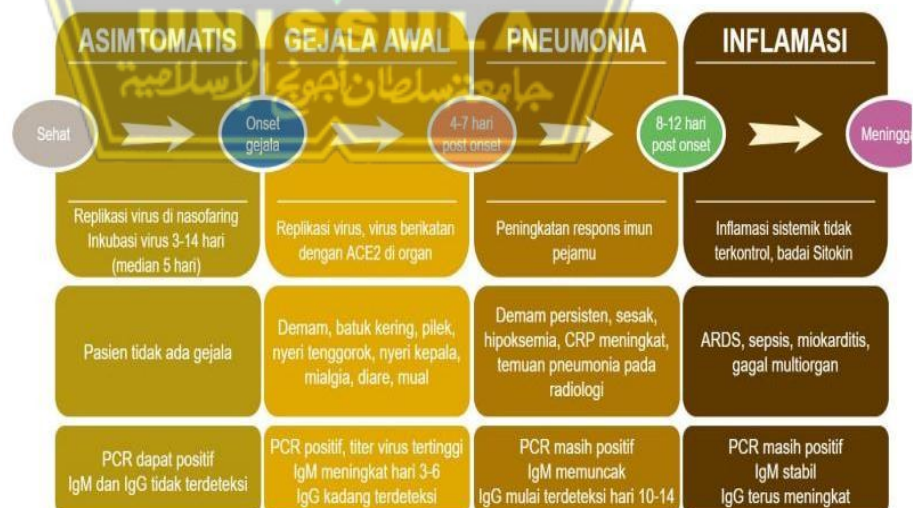 UNISSULA
جامعة سلطان أجونج الإسلامية
ASIMTOMATIS
GEJALA AWAL
PNEUMONIA
INFLAMASI
Sehat
Onset
gejala
4-7 hari
post onset
8-12 hari
post onset
Mening
Replikasi virus di nasofaring
Inkubasi virus 3-14 hari
(median 5 hari)
Replikasi virus, virus berikatan
dengan ACE2 di organ
Peningkatan respons imun
pejamu
Inflamasi sistemik tidak
terkontrol, badai Sitokin
Pasien tidak ada gejala
Demam, batuk kering, pilek,
nyeri tenggorok, nyeri kepala,
mialgia, diare, mual
Demam persisten, sesak,
hipoksemia, CRP meningkat,
temuan pneumonia pada
radiologi
ARDS, sepsis, miokarditis,
gagal multiorgan
PCR dapat positif
IgM dan IgG tidak terdeteksi
PCR positif, titer virus tertinggi
IgM meningkat hari 3-6
IgG kadang terdeteksi
PCR masih positif
IgM memuncak
IgG mulai terdeteksi hari 10-14
PCR masih positif
IgM stabil
IgG terus meningkat